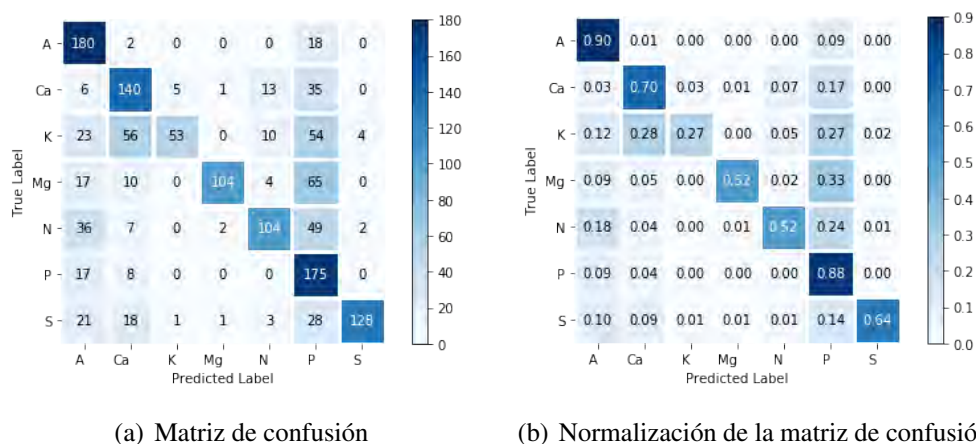 A 180 2 0 0 0 18 0
Ca 6 140 5 1 13 35 0
K 23 56 53 0 10 54 4
Mg 17 10 0 104 4 65 0
N 36 7 0 2 104 49 2
P 17 8 0 0 0 175 0
S 21 18 1 1 3 28 128
A Ca K Mg N P S
Predicted Label
True Label
180
160
140
120
100
80
60
40
20
0
(a) Matriz de confusión
A 0.90 0.01 0.00 0.00 0.00 0.09 0.00
Ca 0.03 0.70 0.03 0.01 0.07 0.17 0.00
K 0.12 0.28 0.27 0.00 0.05 0.27 0.02
Mg 0.09 0.05 0.00 0.52 0.02 0.33 0.00
N 0.18 0.04 0.00 0.01 0.52 0.24 0.01
P 0.09 0.04 0.00 0.00 0.00 0.88 0.00
S 0.10 0.09 0.01 0.01 0.01 0.14 0.64
A Ca K Mg N P S
Predicted Label
True Label
0.9
0.8
0.7
0.6
0.5
0.4
0.3
0.2
0.1
0.0
(b) Normalización de la matriz de confusió